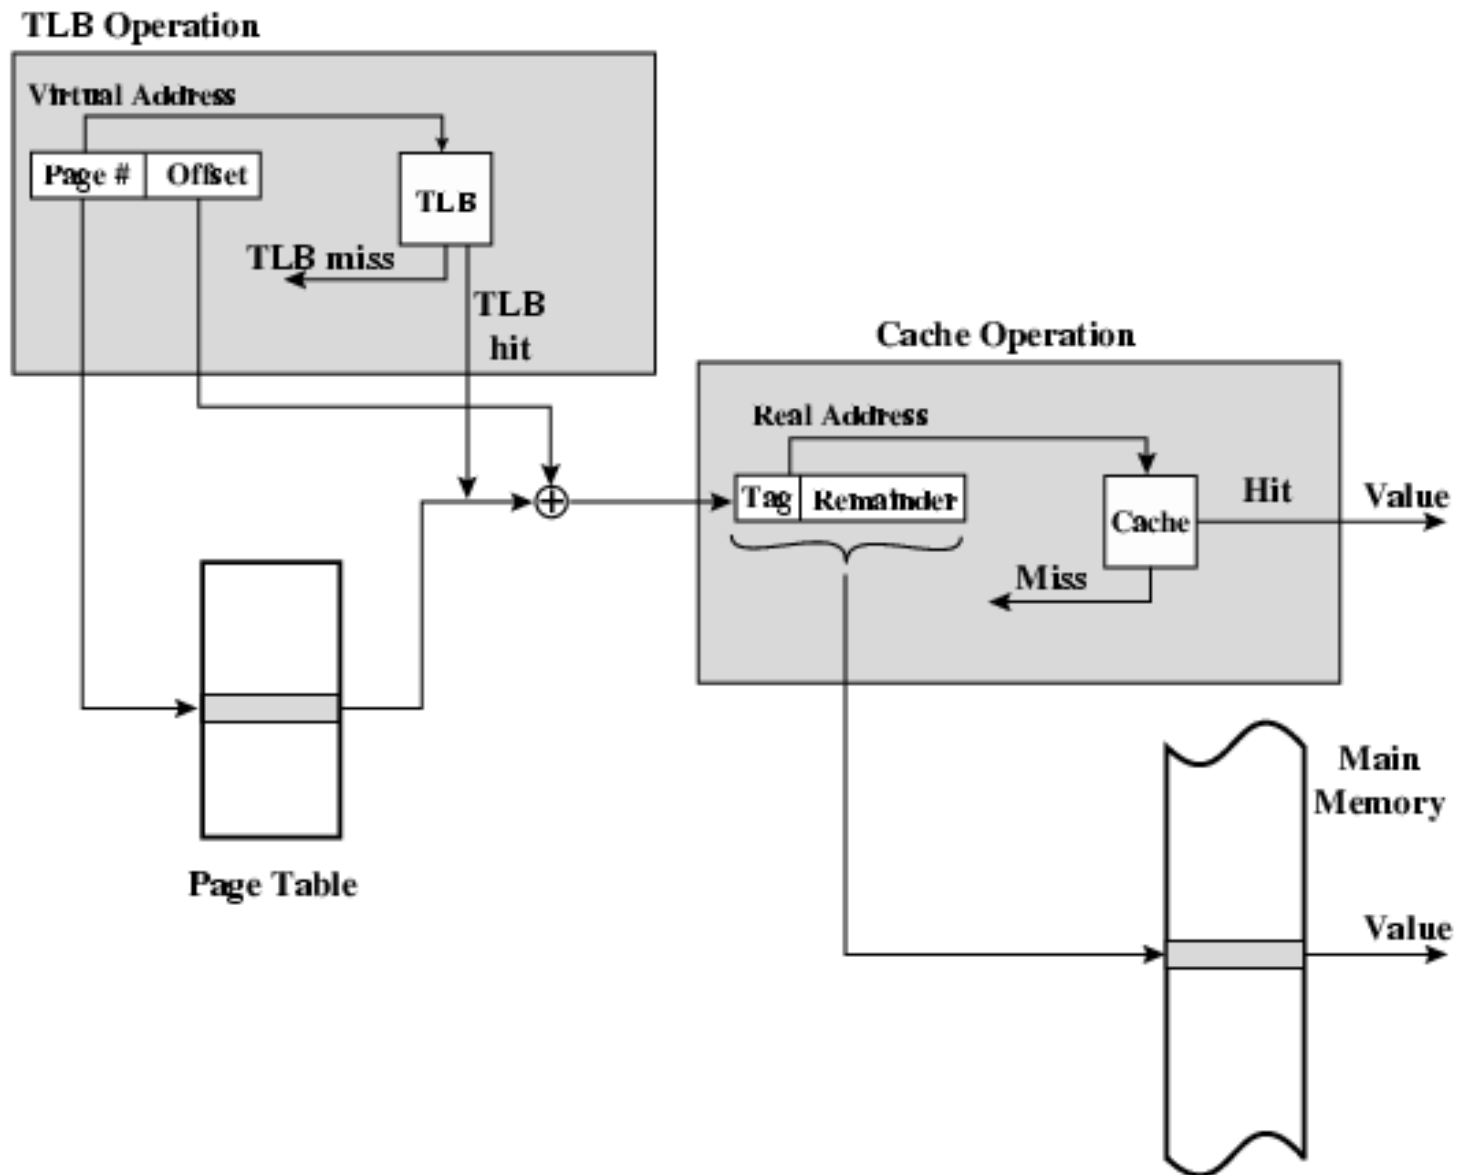 TLB Operation
Virtual Address
Page # Offset
TLB
TLB miss
TLB
hit
Cache Operation
Real Address
Tag Remainder
Cache
Hit
Value
Miss
Page Table
Main
Memory
Value